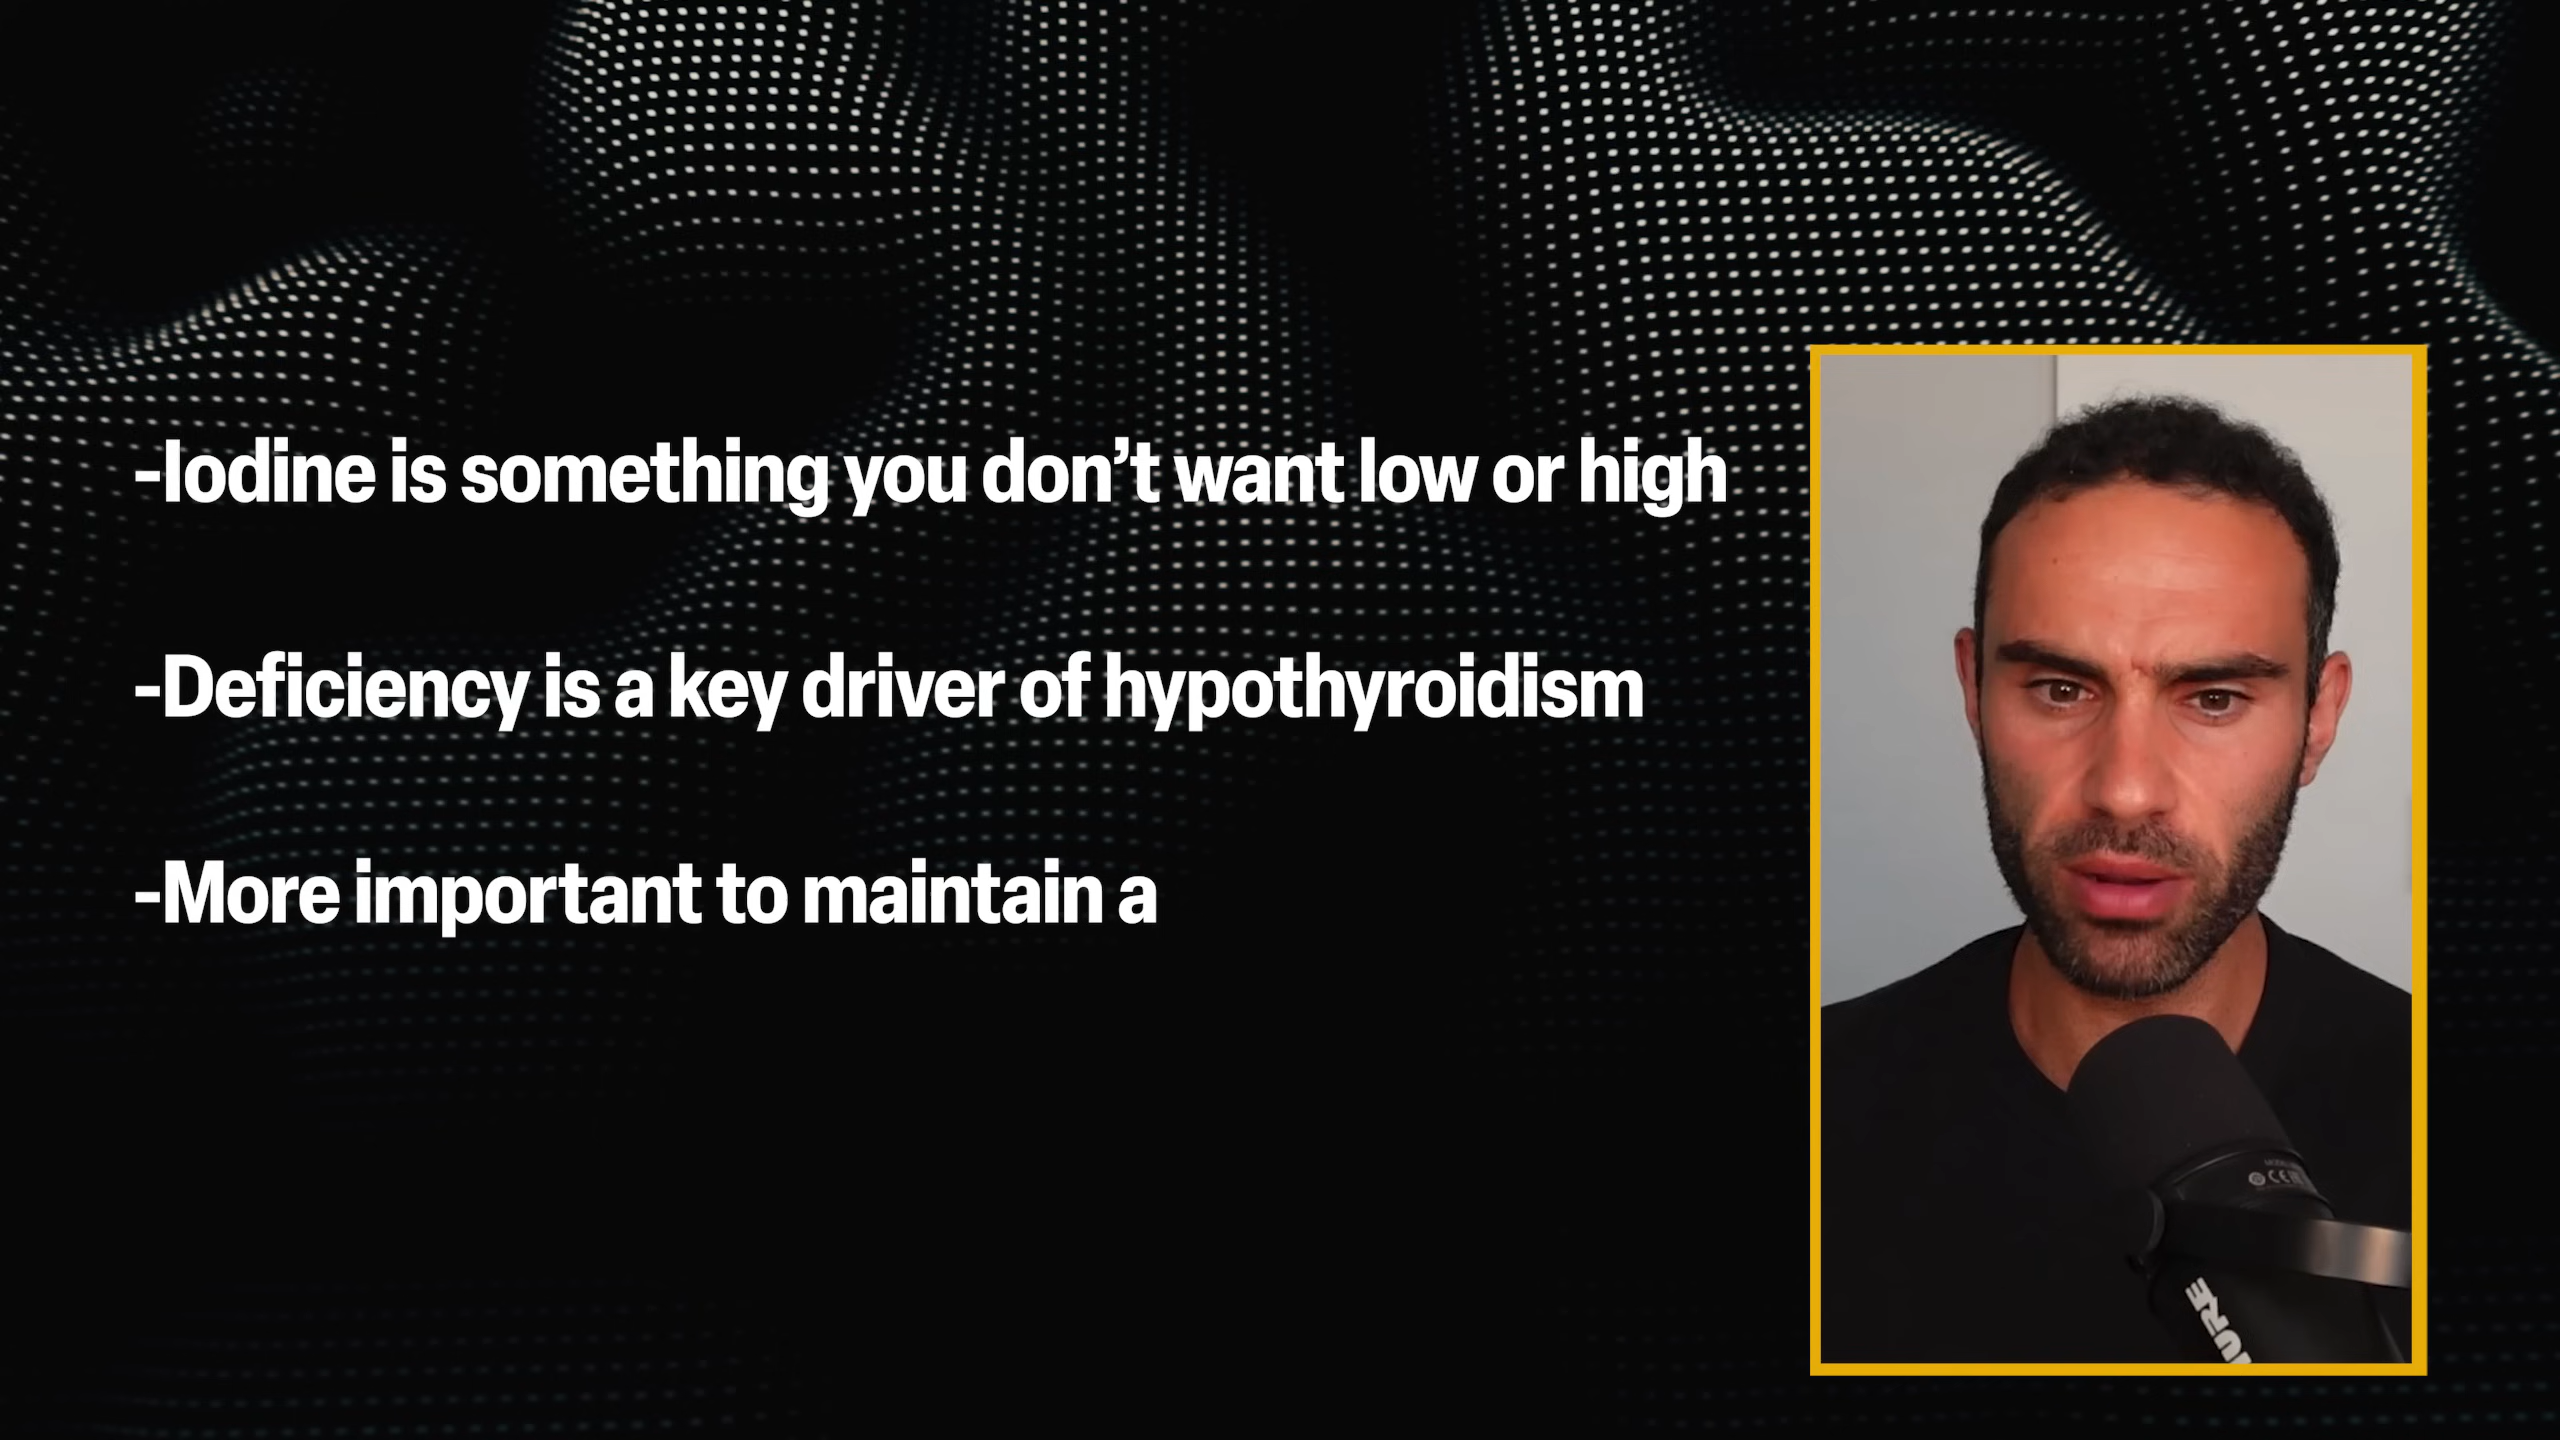 -Iodine is something you don’t want low or high
-Deficiency is a key driver of hypothyroidism
-More important to maintain a
CE